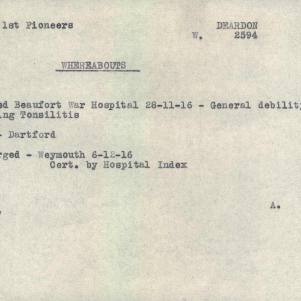 1st Pioneers DEARDON
W. 2594
WHEREABOUTS
ed Beaufort War Hospital 28-11-16 - General debility
ing Tonsilitis
- Dartford
rged - Weymouth 6-12-16
Cert. by Hospital Index
A.